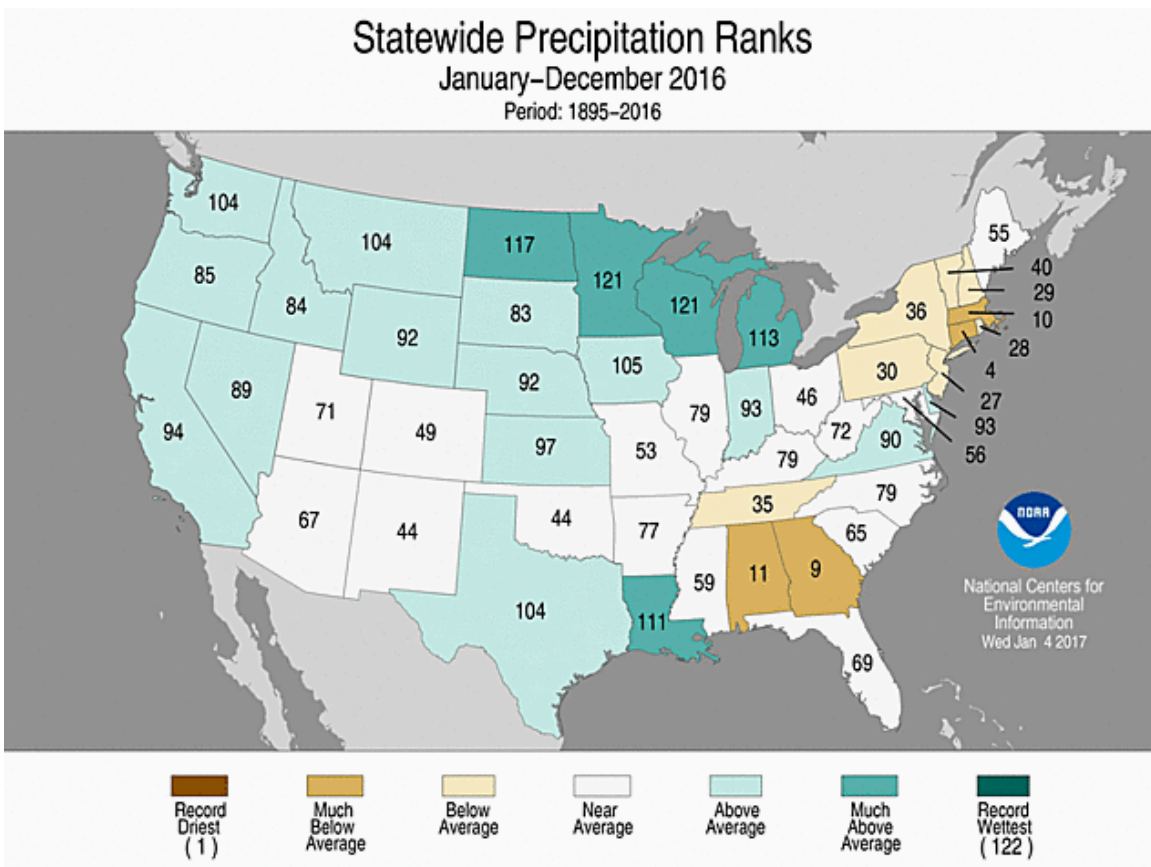 Statewide Precipitation Ranks
January–December 2016
Period: 1895–2016
104
104
117
121
55
40
29
10
28
4
27
93
56
85
84
92
83
121
113
36
30
105
92
89
94
71
49
97
53
79
93
46
72
90
79
79
67
44
44
77
35
65
59
11
9
104
111
69
NOAA
National Centers for
Environmental
Information
Wed Jan 4 2017
Record
Driest
(1)
Much
Below
Average
Below
Average
Near
Average
Above
Average
Much
Above
Average
Record
Wettest
(122)